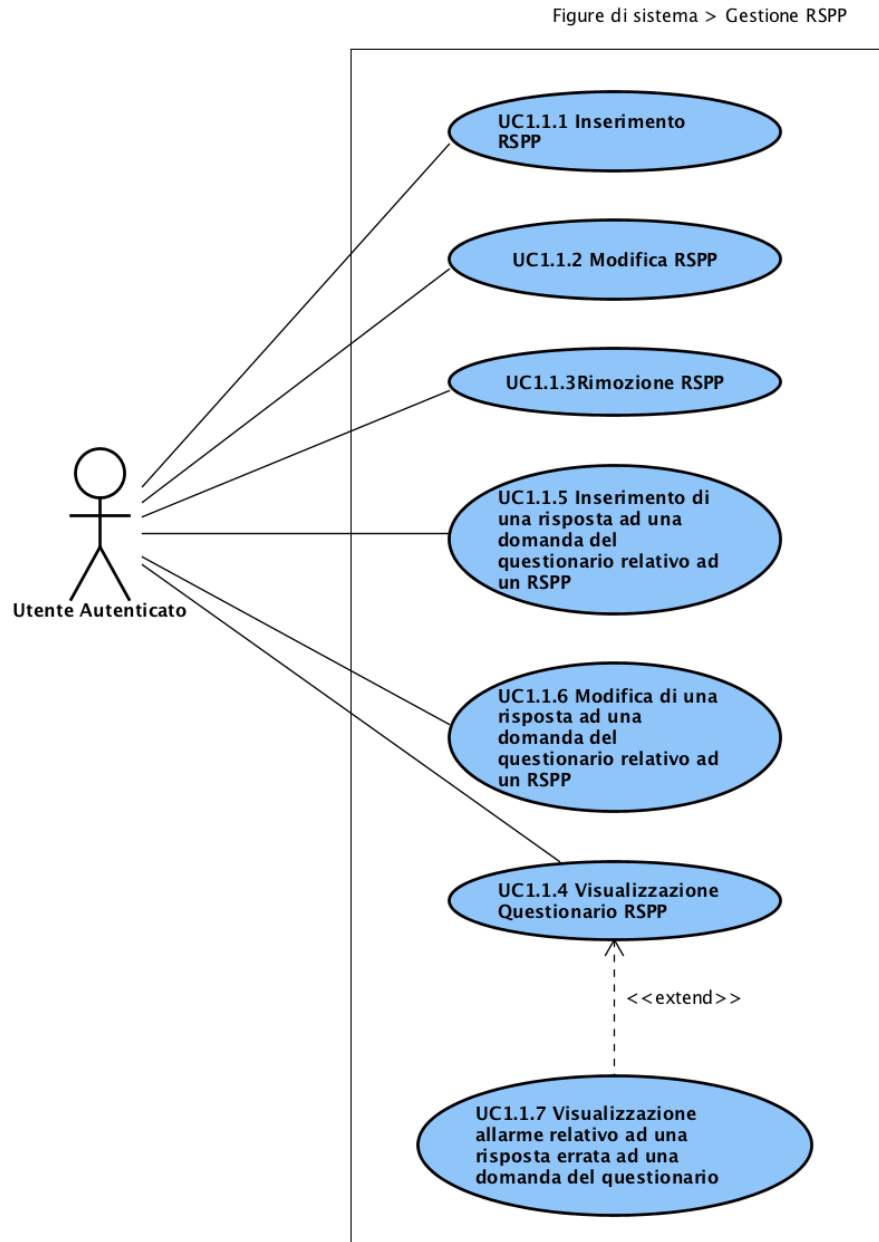 Figure di sistema > Gestione RSPP
UC1.1.1 Inserimento
RSPP
UC1.1.2 Modifica RSPP
UC1.1.3Rimozione RSPP
UC1.1.5 Inserimento di
una risposta ad una
domanda del
questionario relativo ad
un RSPP
Utente Autenticato
UC1.1.6 Modifica di una
risposta ad una
domanda del
questionario relativo ad
un RSPP
UC1.1.4 Visualizzazione
Questionario RSPP
<<extend>>
UC1.1.7 Visualizzazione
allarme relativo ad una
risposta errata ad una
domanda del questionario